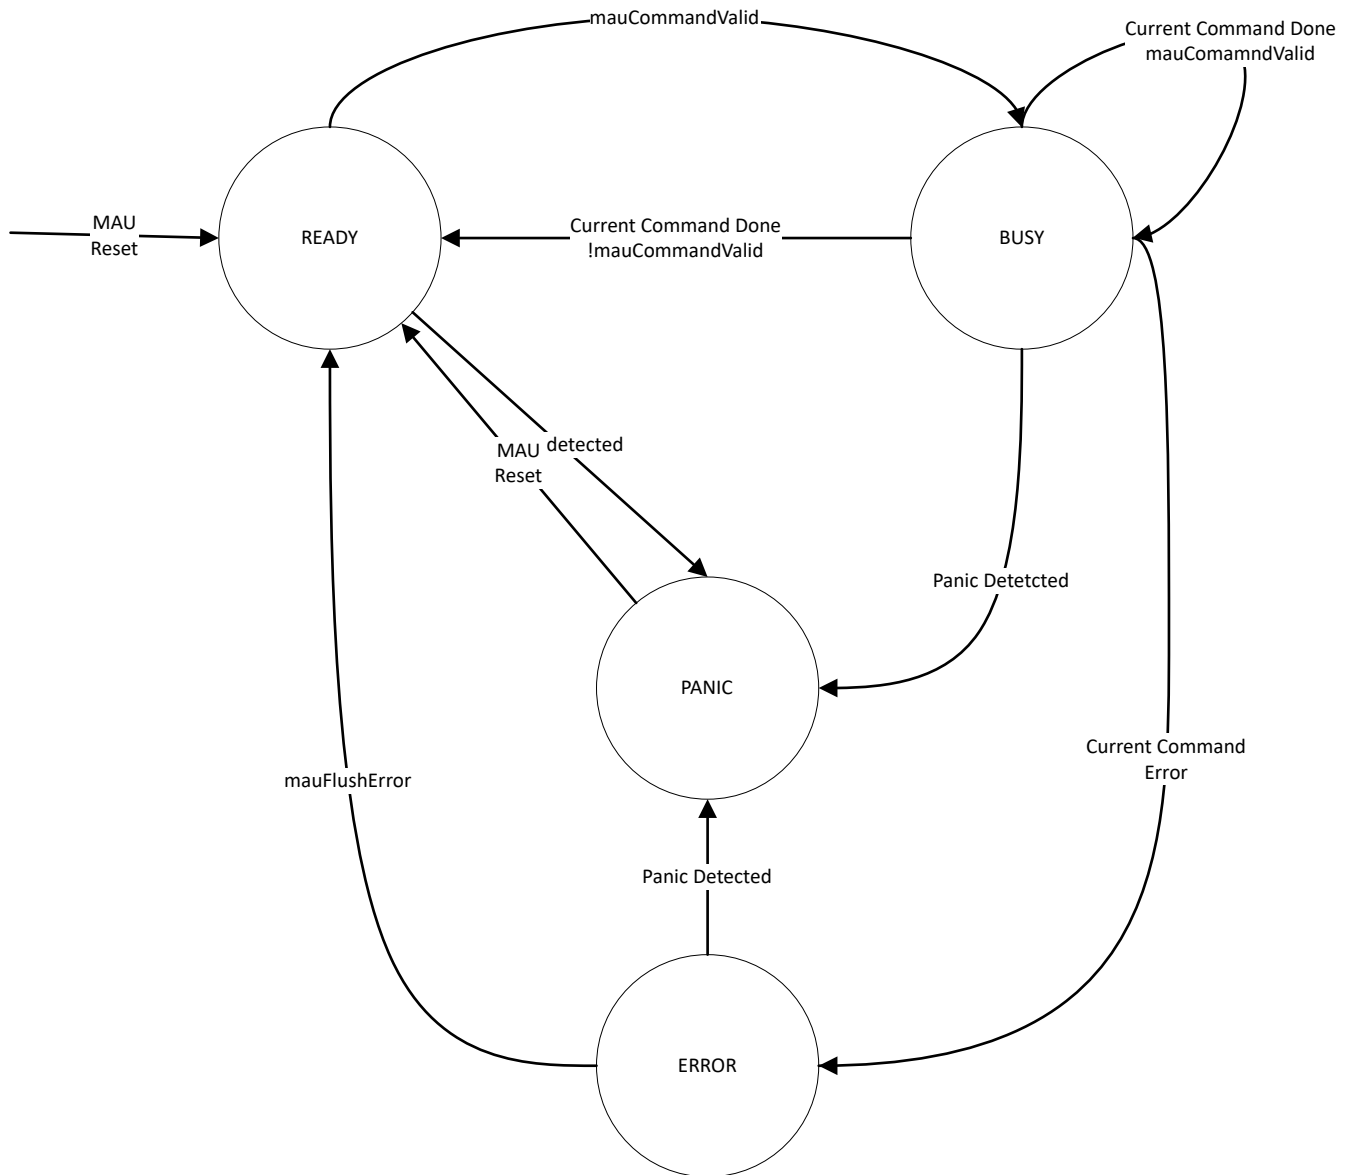 mauCommandValid
Current Command Done
mauComamndValid
MAU
Reset
READY
Current Command Done
!mauCommandValid
BUSY
MAU
Reset
detected
Panic Detetcted
PANIC
Current Command
Error
mauFlushError
Panic Detected
ERROR